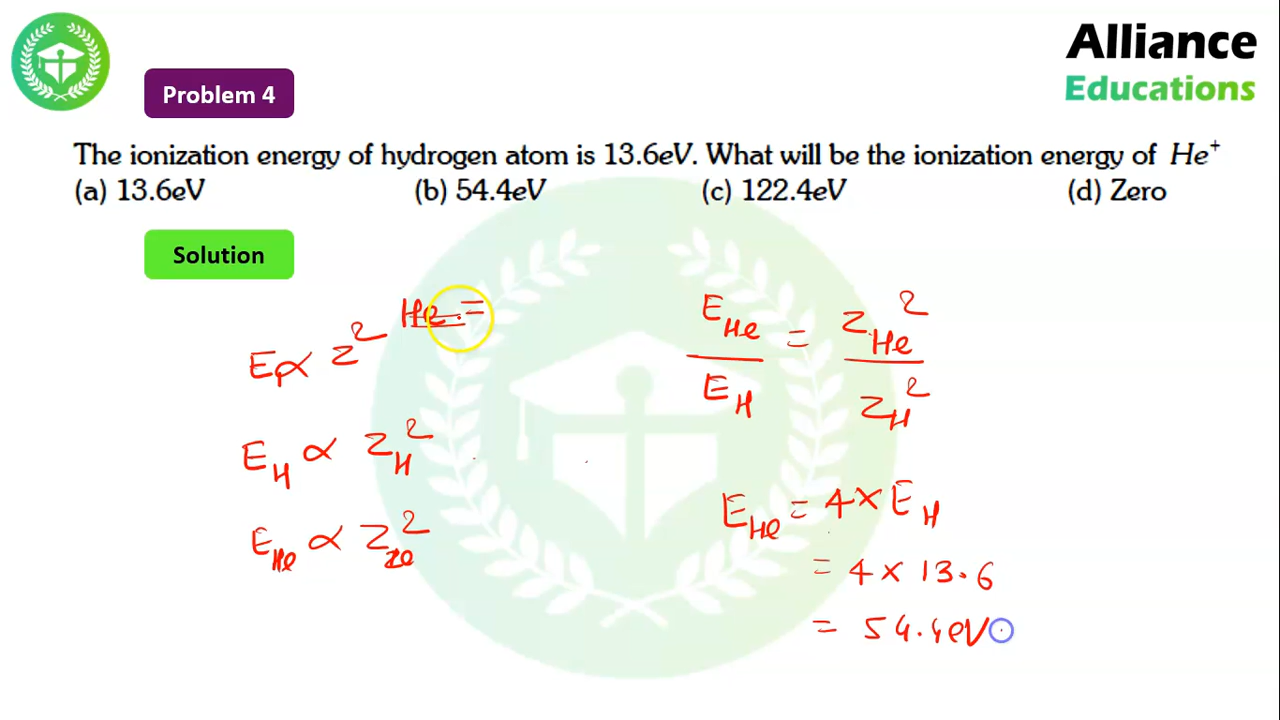 Alliance
Educations
Problem 4
The ionization energy of hydrogen atom is 13.6eV. What will be the ionization energy of He⁺
(a) 13.6eV (b) 54.4eV (c) 122.4eV (d) Zero
Solution
He =
E ∝ Z²
E_H ∝ Z_H²
E_He ∝ Z_He²
E_He / E_H = Z_He² / Z_H²
E_He = 4 × E_H
= 4 × 13.6
= 54.4eV